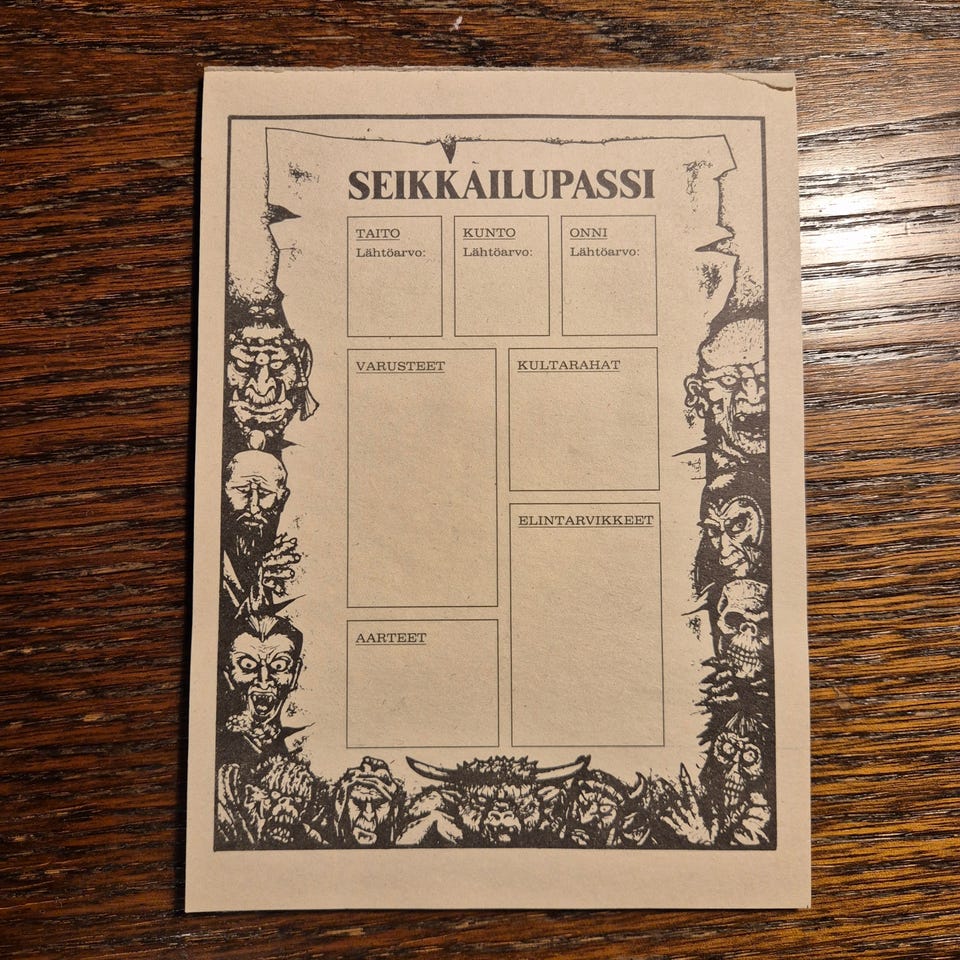 SEIKKAILUPASSI
TAITO
Lähtöarvo:
KUNTO
Lähtöarvo:
ONNI
Lähtöarvo:
VARUSTEET
KULTARAHAT
ELINTARVIKKEET
AARTEET